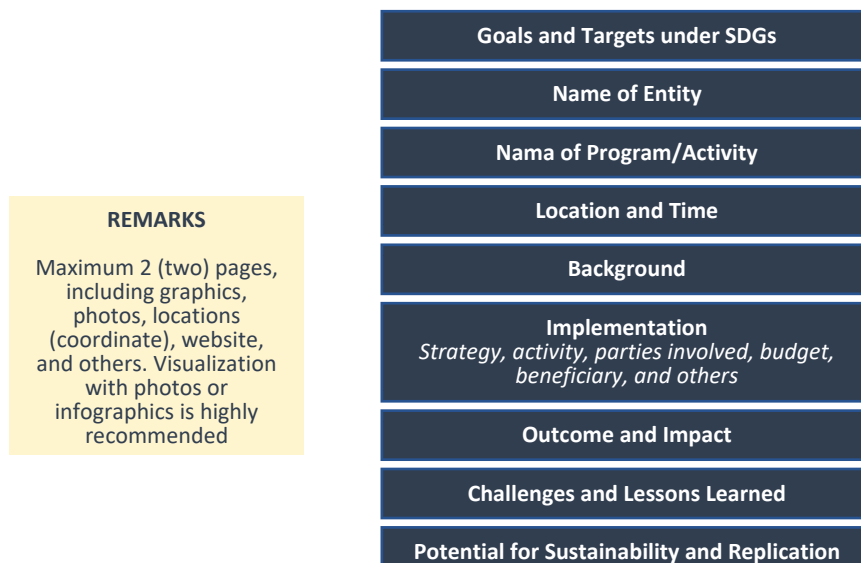 Goals and Targets under SDGs
Name of Entity
Nama of Program/Activity
Location and Time
Background
Implementation
Strategy, activity, parties involved, budget,
beneficiary, and others
Outcome and Impact
Challenges and Lessons Learned
Potential for Sustainability and Replication
REMARKS
Maximum 2 (two) pages,
including graphics,
photos, locations
(coordinate), website,
and others. Visualization
with photos or
infographics is highly
recommended